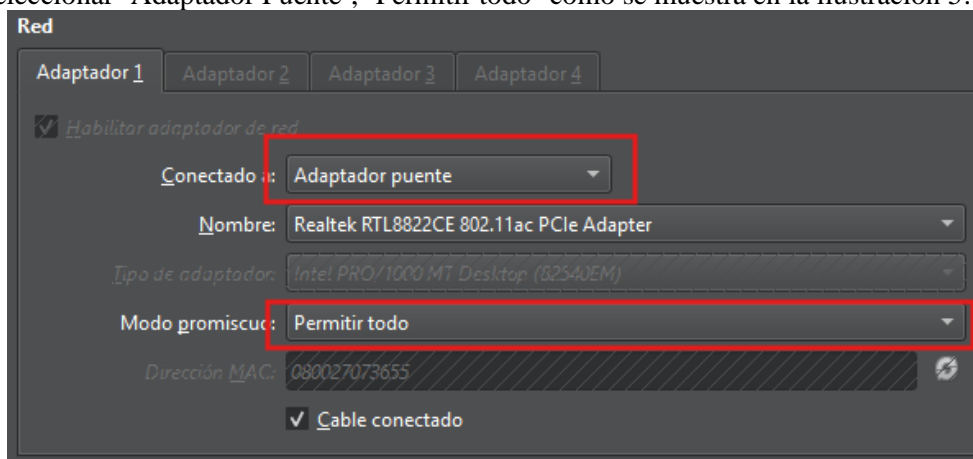 eleccionar "Adaptador Puente", "Permitir todo" como se muestra en la ilustración 3.
Red
Adaptador 1 Adaptador 2 Adaptador 3 Adaptador 4
Habilitar adaptador de red
Conectado a: Adaptador puente
Nombre: Realtek RTL8822CE 802.11ac PCIe Adapter
Tipo de adaptador: Intel PRO/1000 MT Desktop (82540EM)
Modo promiscuo: Permitir todo
Dirección MAC: 080027073655
Cable conectado